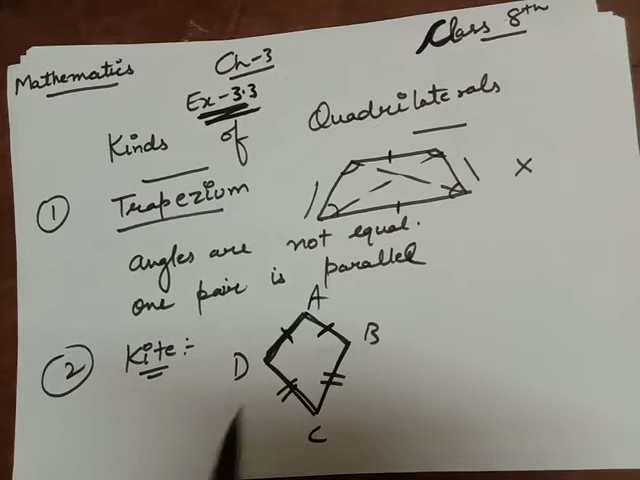 Class 8th
Mathematics
Ch-3
Ex-3.3
Kinds of Quadrilaterals
① Trapezium
×
angles are not equal.
one pair is parallel
② Kite:-
A
B
D
C